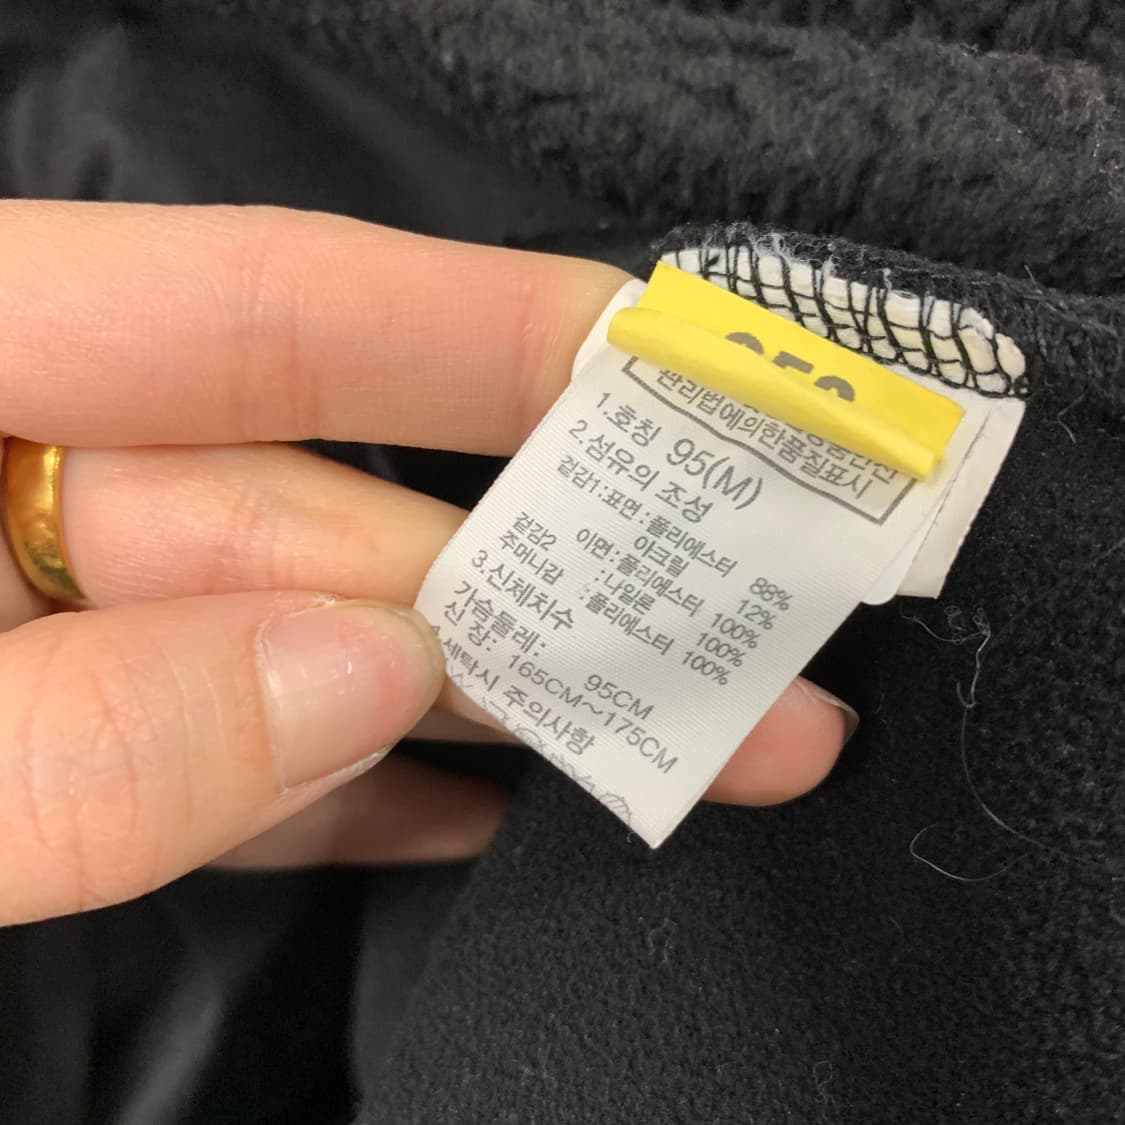 관리법에의한품질표시
1.호칭 95(M)
2.섬유의 조성
겉감1:표면:폴리에스터 88%
아크릴 12%
이면:폴리에스터 100%
겉감2 :나일론 100%
주머니감 :폴리에스터 100%
3.신체치수
가슴둘레: 95CM
신 장: 165CM~175CM
세탁시 주의사항